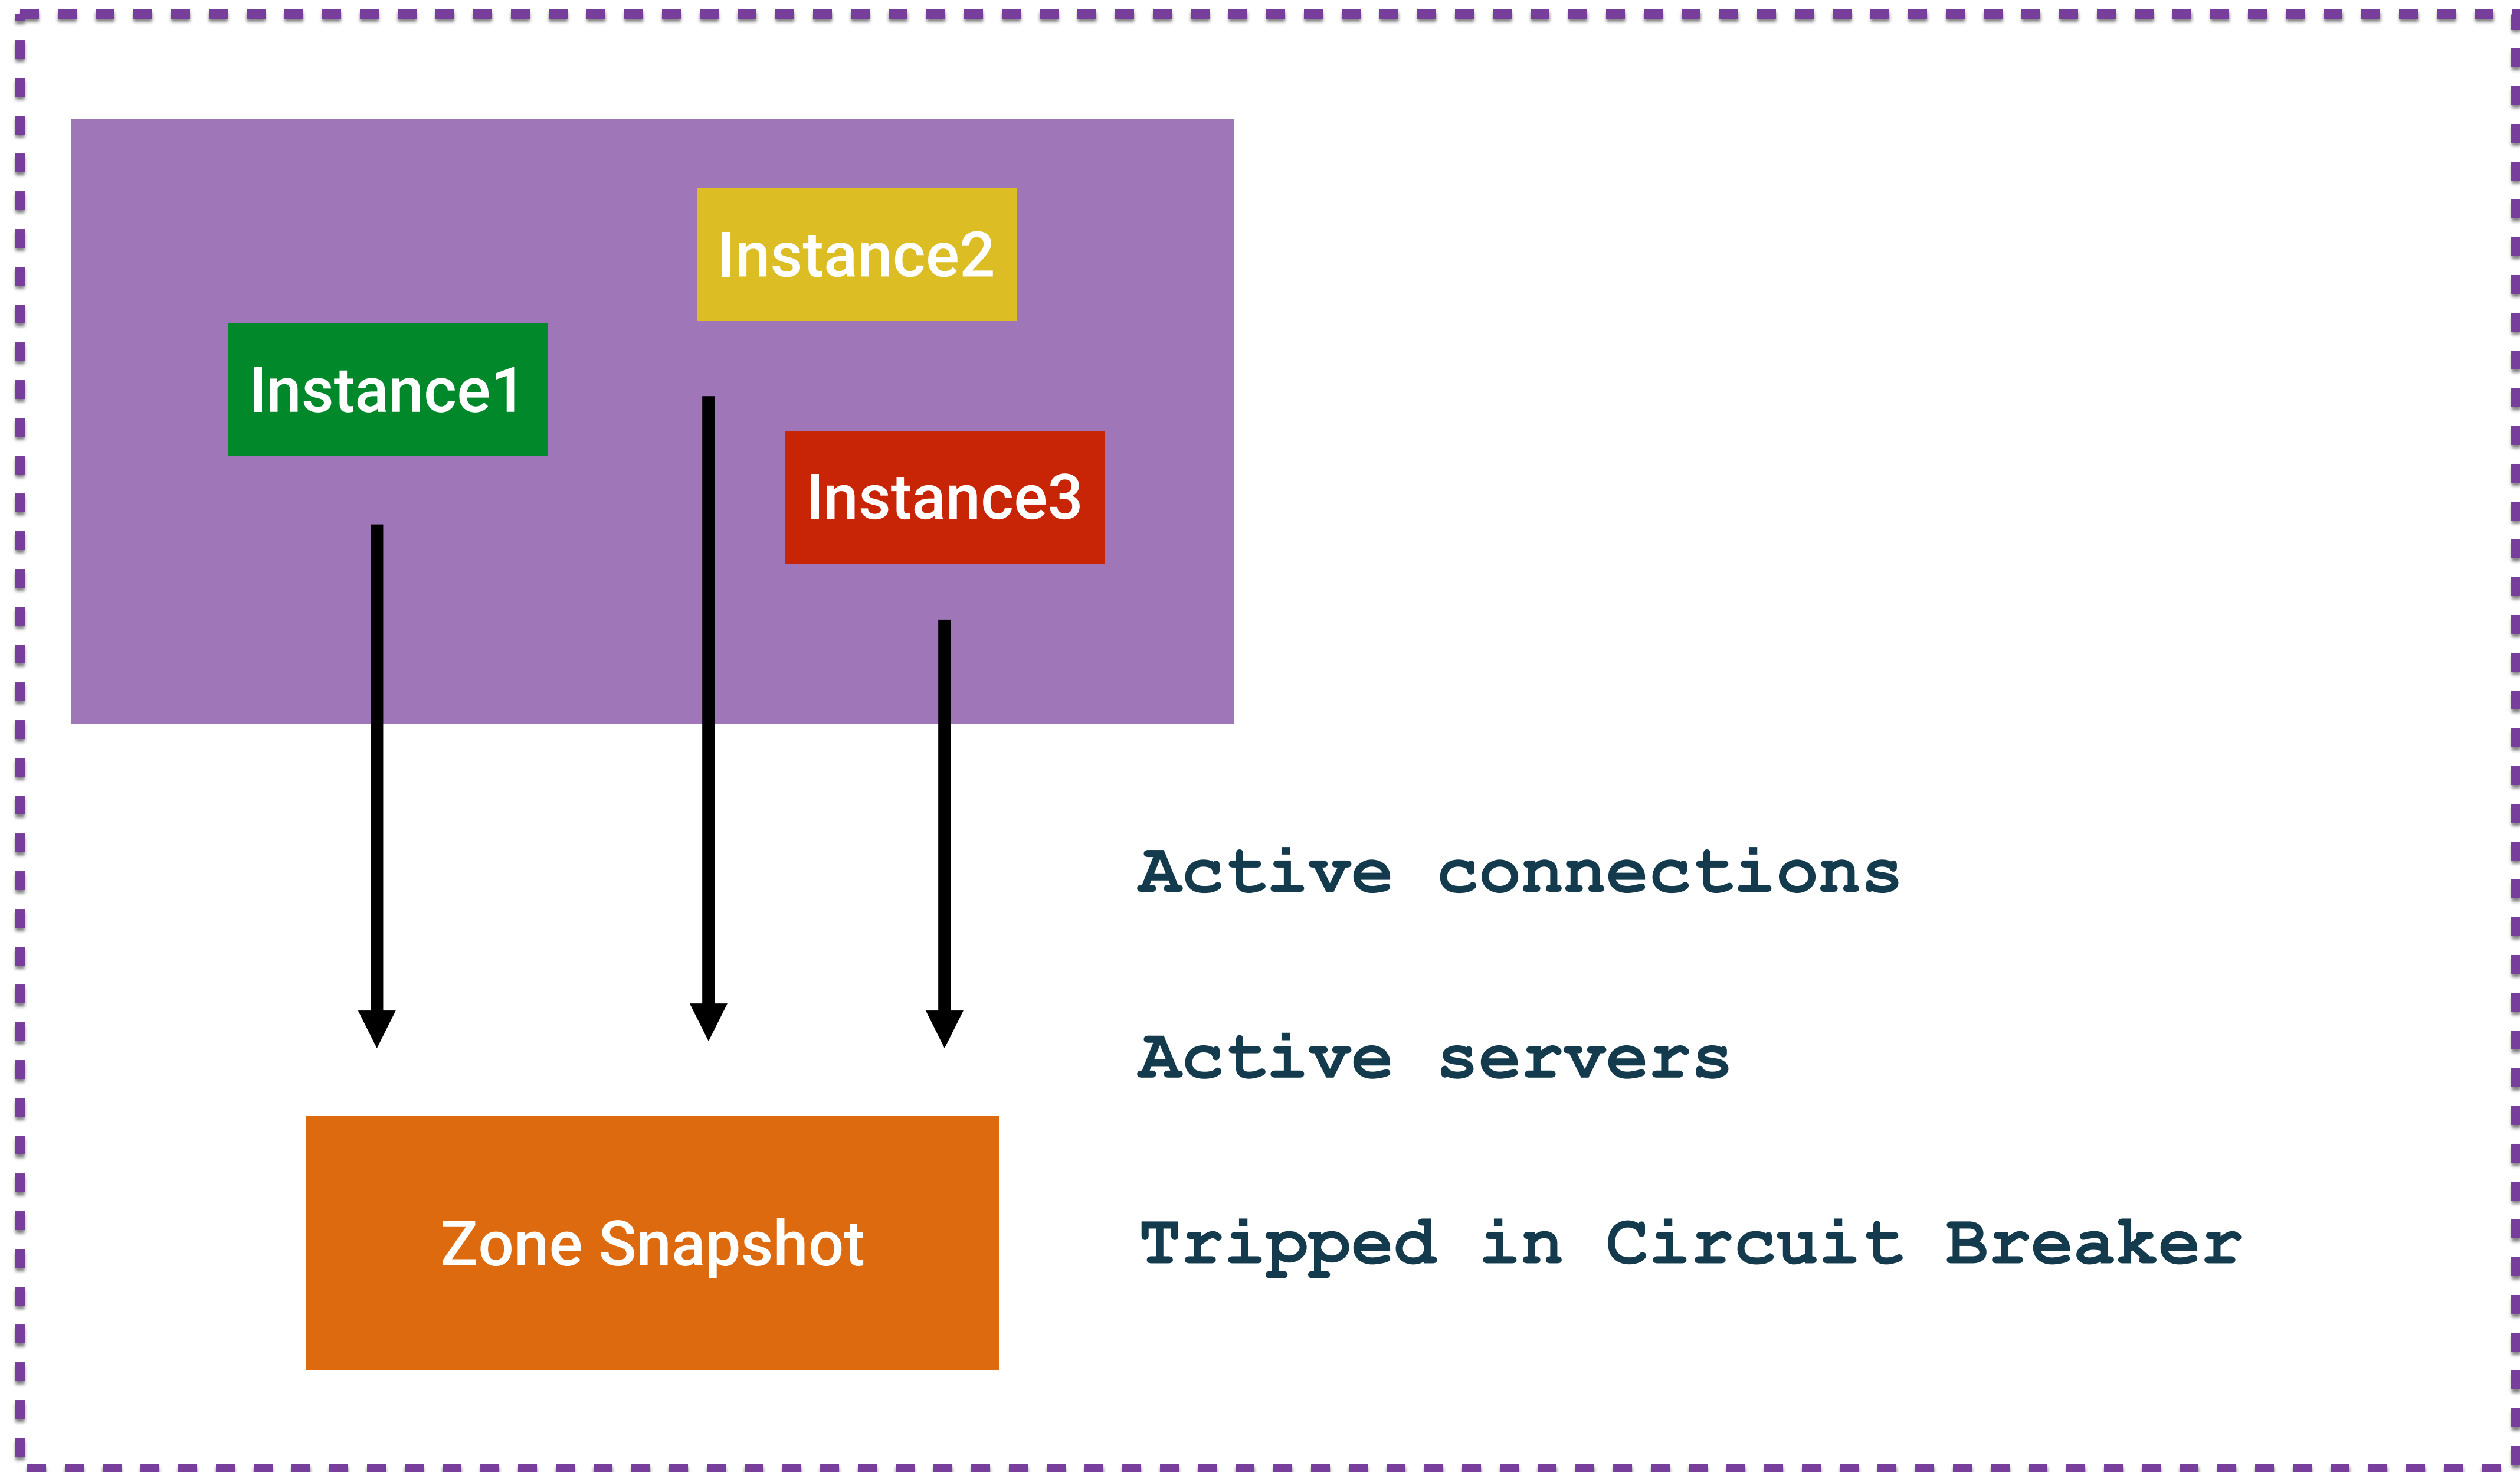 Instance2
Instance1
Instance3
Active connections
Active servers
Zone Snapshot
Tripped in Circuit Breaker